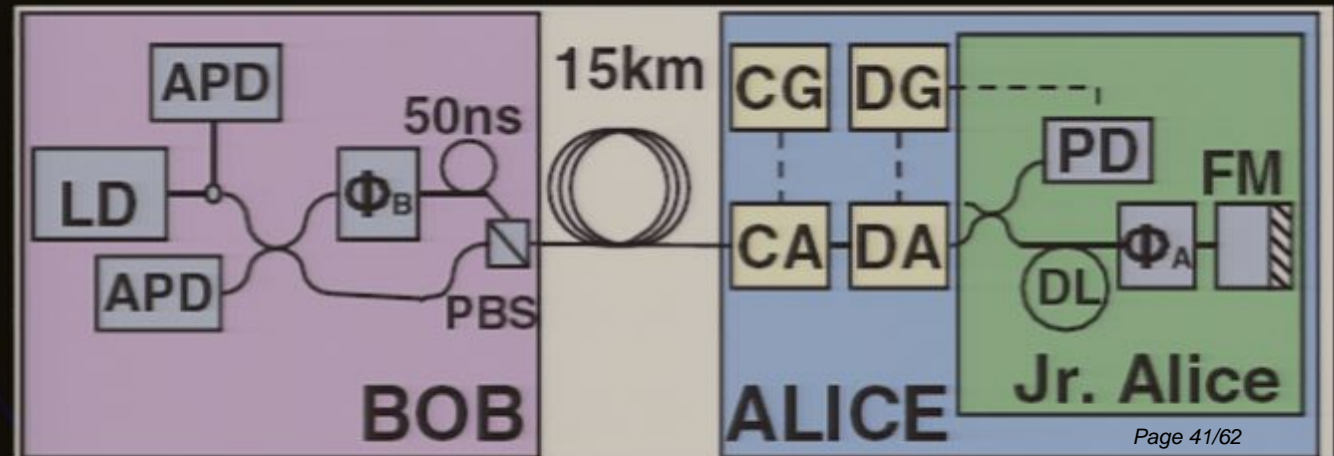 APD
50ns
LD
ΦB
APD
PBS
BOB
15km
CG DG
CA DA
PD
FM
ΦA
DL
Jr. Alice
ALICE
Page 41/62